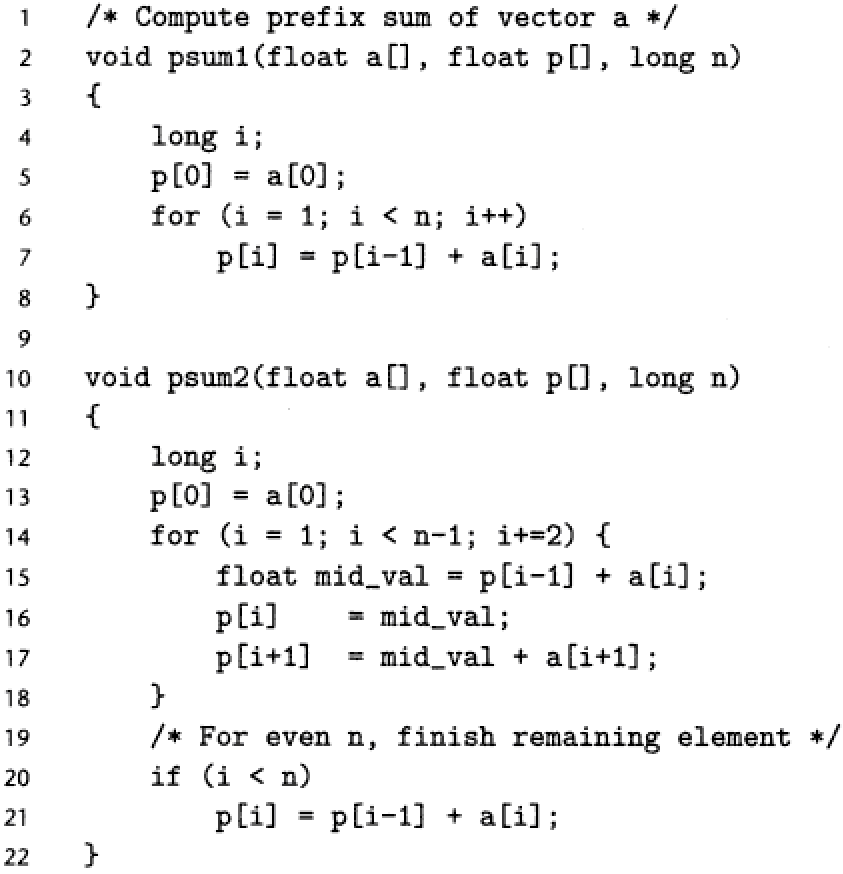 1 /* Compute prefix sum of vector a */
2 void psum1(float a[], float p[], long n)
3 {
4     long i;
5     p[0] = a[0];
6     for (i = 1; i < n; i++)
7         p[i] = p[i-1] + a[i];
8 }
9
10 void psum2(float a[], float p[], long n)
11 {
12     long i;
13     p[0] = a[0];
14     for (i = 1; i < n-1; i+=2) {
15         float mid_val = p[i-1] + a[i];
16         p[i]    = mid_val;
17         p[i+1]  = mid_val + a[i+1];
18     }
19     /* For even n, finish remaining element */
20     if (i < n)
21         p[i] = p[i-1] + a[i];
22 }